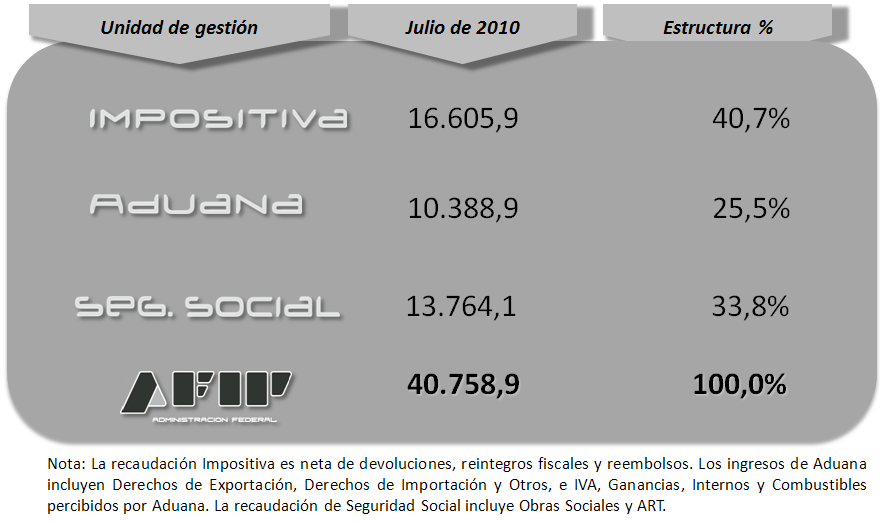 Unidad de gestión Julio de 2010 Estructura %
IMPOSITIVa 16.605,9 40,7%
aduana 10.388,9 25,5%
SEG. SOCIAL 13.764,1 33,8%
AFIP 40.758,9 100,0%
ADMINISTRACION FEDERAL
Nota: La recaudación Impositiva es neta de devoluciones, reintegros fiscales y reembolsos. Los ingresos de Aduana
incluyen Derechos de Exportación, Derechos de Importación y Otros, e IVA, Ganancias, Internos y Combustibles
percibidos por Aduana. La recaudación de Seguridad Social incluye Obras Sociales y ART.